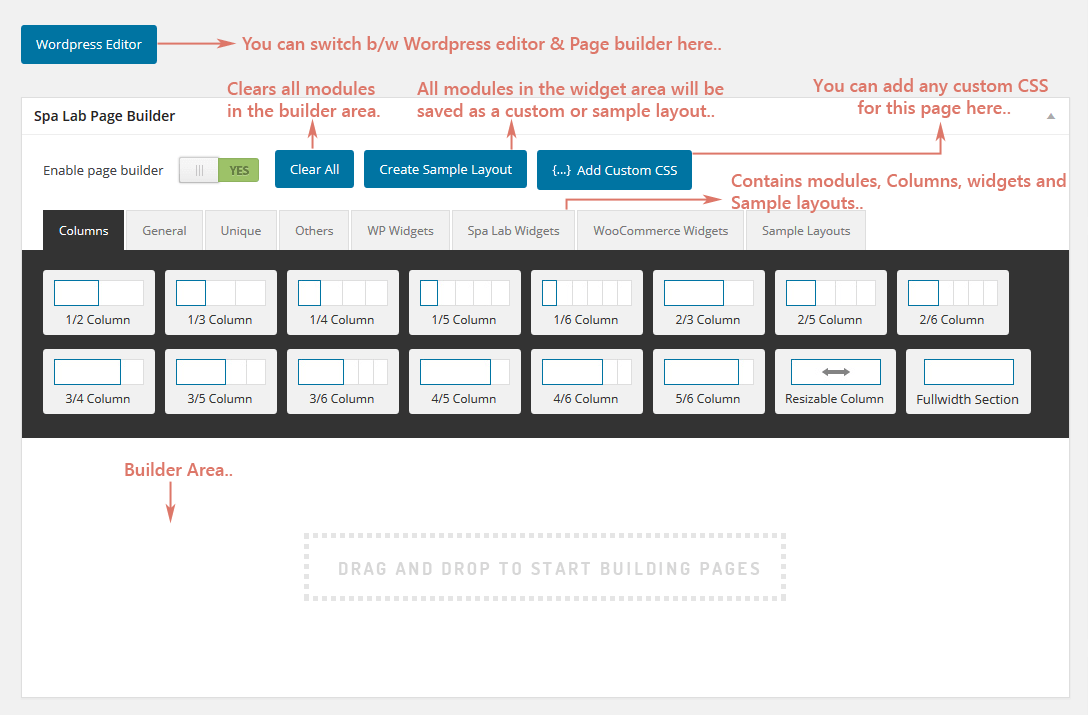 Wordpress Editor
You can switch b/w Wordpress editor & Page builder here..
Clears all modules
in the builder area.
All modules in the widget area will be
saved as a custom or sample layout..
You can add any custom CSS
for this page here..
Spa Lab Page Builder
Enable page builder
YES
Clear All
Create Sample Layout
{...} Add Custom CSS
Contains modules, Columns, widgets and
Sample layouts..
Columns
General
Unique
Others
WP Widgets
Spa Lab Widgets
WooCommerce Widgets
Sample Layouts
1/2 Column
1/3 Column
1/4 Column
1/5 Column
1/6 Column
2/3 Column
2/5 Column
2/6 Column
3/4 Column
3/5 Column
3/6 Column
4/5 Column
4/6 Column
5/6 Column
Resizable Column
Fullwidth Section
Builder Area..
DRAG AND DROP TO START BUILDING PAGES